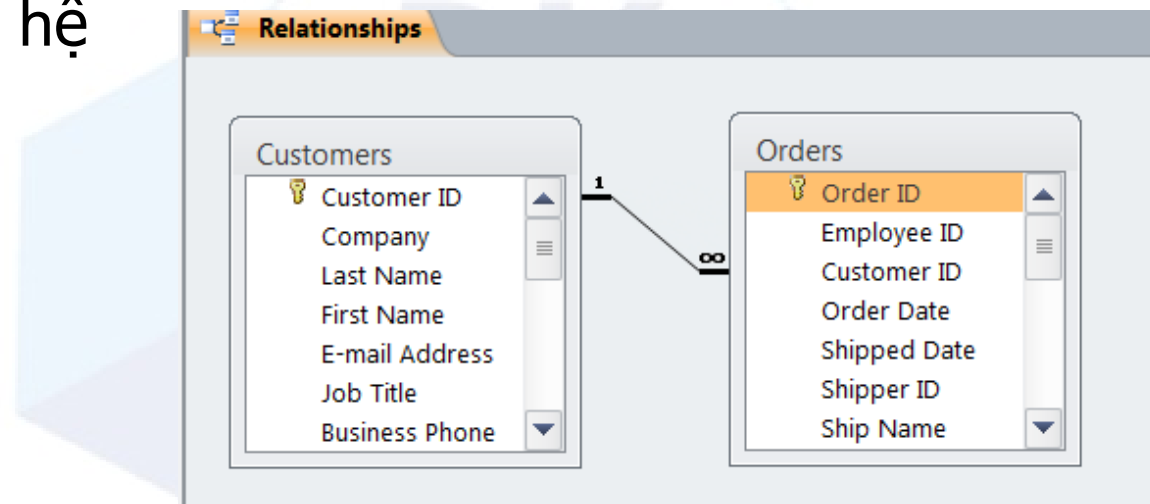 hệ
Relationships
Customers
Customer ID
Company
Last Name
First Name
E-mail Address
Job Title
Business Phone
1
∞
Orders
Order ID
Employee ID
Customer ID
Order Date
Shipped Date
Shipper ID
Ship Name